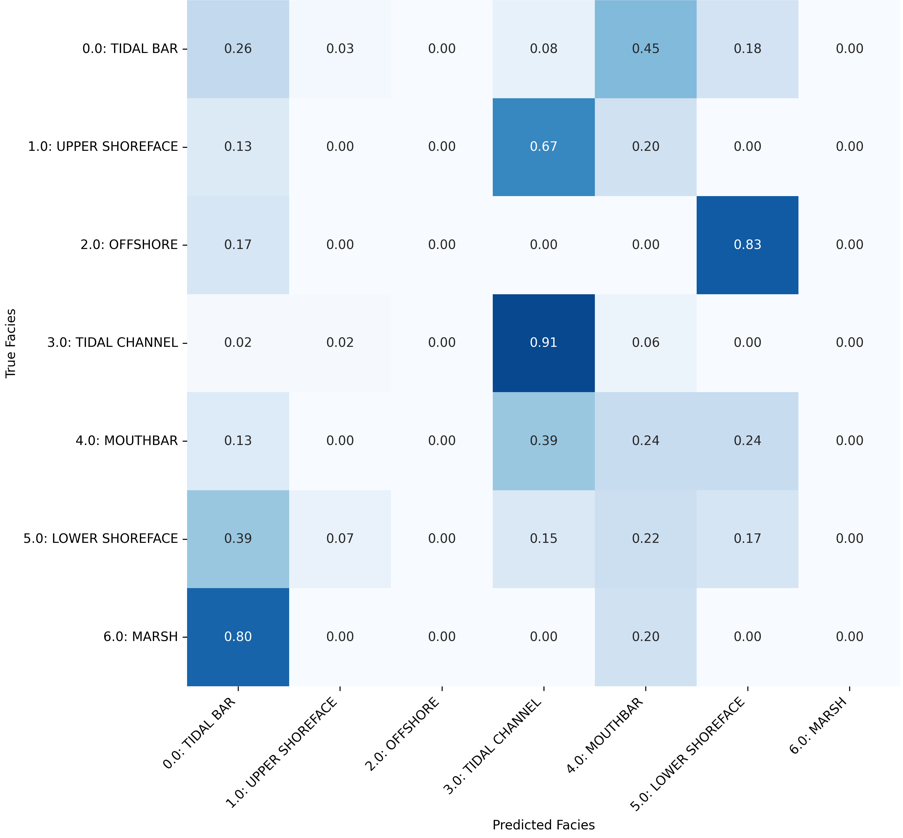 0.0: TIDAL BAR 0.26 0.03 0.00 0.08 0.45 0.18 0.00
1.0: UPPER SHOREFACE 0.13 0.00 0.00 0.67 0.20 0.00 0.00
2.0: OFFSHORE 0.17 0.00 0.00 0.00 0.00 0.83 0.00
True Facies
3.0: TIDAL CHANNEL 0.02 0.02 0.00 0.91 0.06 0.00 0.00
4.0: MOUTHBAR 0.13 0.00 0.00 0.39 0.24 0.24 0.00
5.0: LOWER SHOREFACE 0.39 0.07 0.00 0.15 0.22 0.17 0.00
6.0: MARSH 0.80 0.00 0.00 0.00 0.20 0.00 0.00
0.0: TIDAL BAR
1.0: UPPER SHOREFACE
2.0: OFFSHORE
3.0: TIDAL CHANNEL
4.0: MOUTHBAR
5.0: LOWER SHOREFACE
6.0: MARSH
Predicted Facies